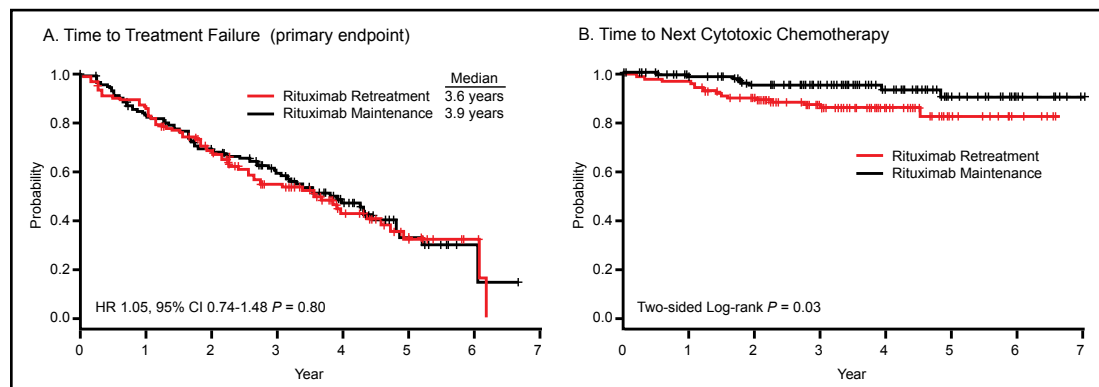 A. Time to Treatment Failure (primary endpoint)
1.0
0.8
0.6
0.4
0.2
0.0
Probability
Median
Rituximab Retreatment 3.6 years
Rituximab Maintenance 3.9 years
HR 1.05, 95% CI 0.74-1.48 P = 0.80
0 1 2 3 4 5 6 7
Year
B. Time to Next Cytotoxic Chemotherapy
1.0
0.8
0.6
0.4
0.2
0.0
Probability
Rituximab Retreatment
Rituximab Maintenance
Two-sided Log-rank P = 0.03
0 1 2 3 4 5 6 7
Year